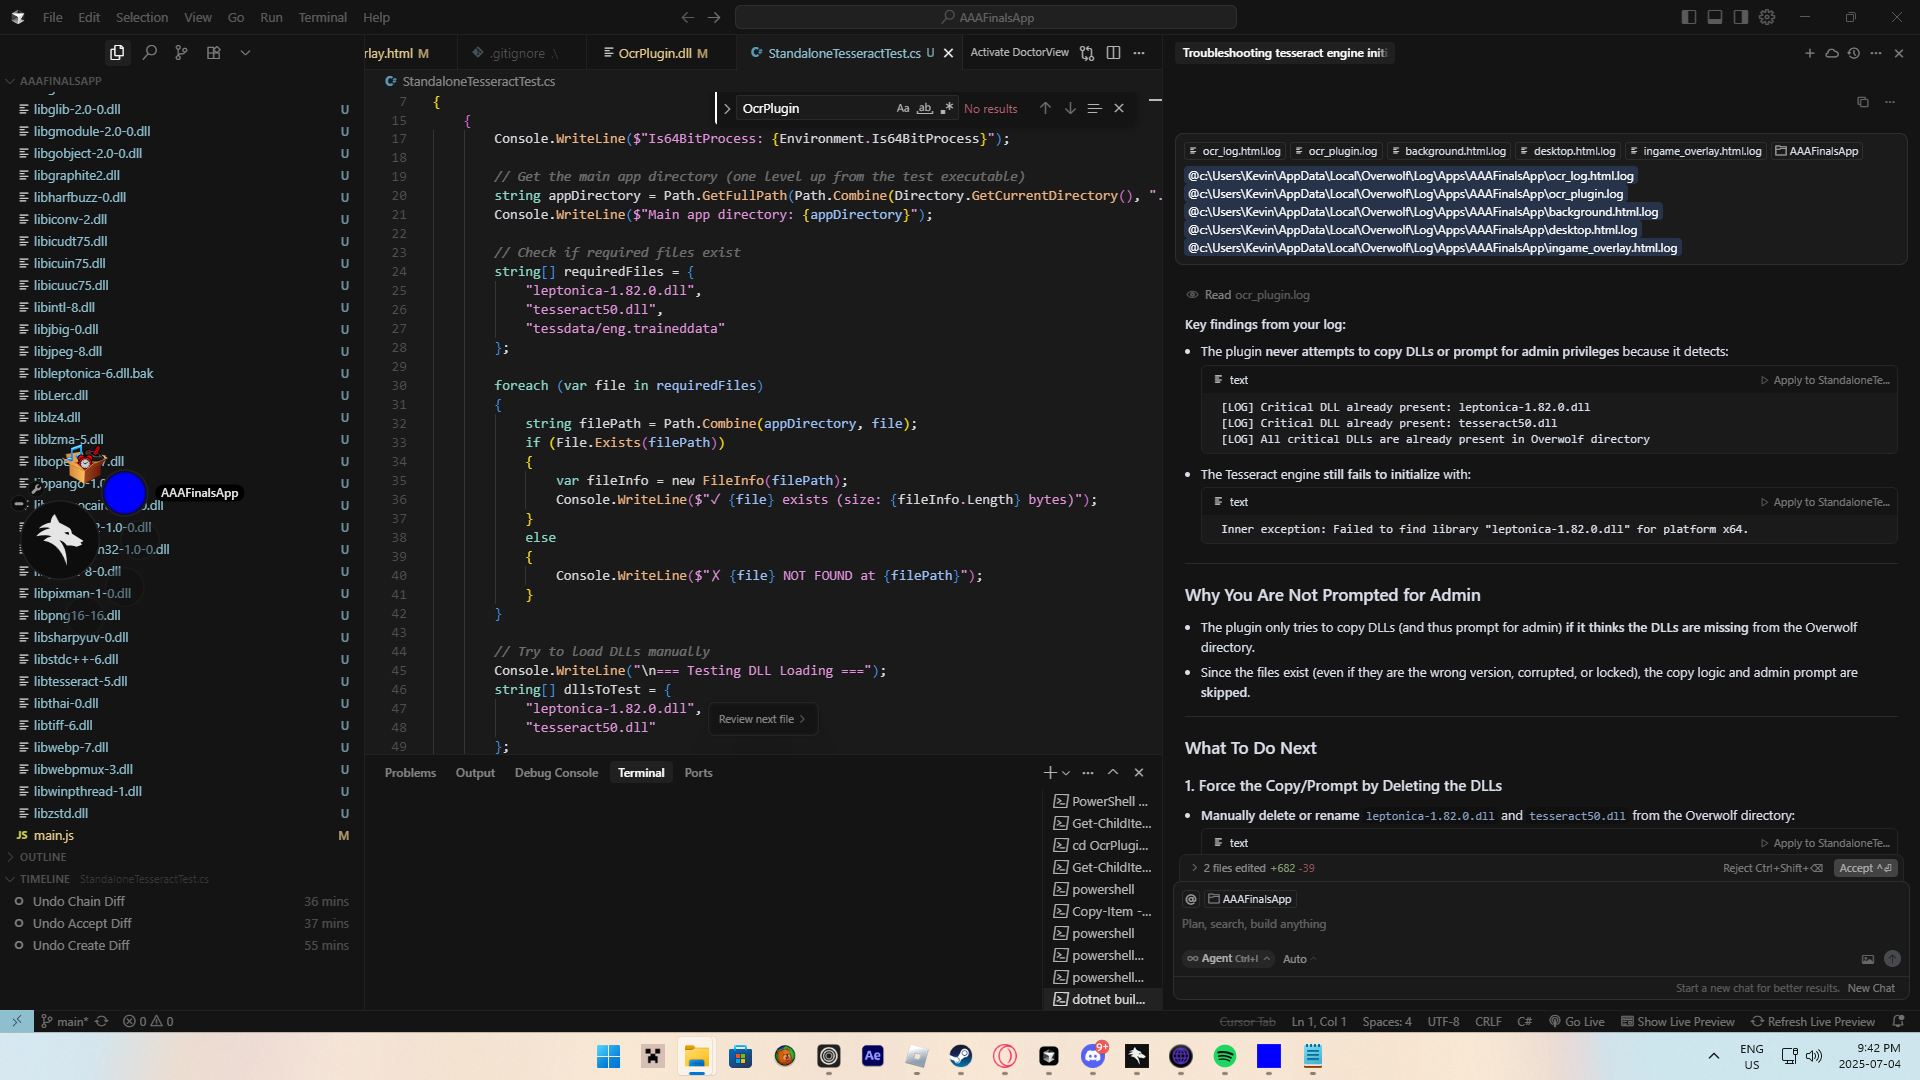 File Edit Selection View Go Run Terminal Help
AAAFinalsApp
AAAFINALSAPP
libglib-2.0-0.dll U
libgmodule-2.0-0.dll U
libgobject-2.0-0.dll U
libgraphite2.dll U
libharfbuzz-0.dll U
libiconv-2.dll U
libicudt75.dll U
libicuin75.dll U
libicuuc75.dll U
libintl-8.dll U
libjbig-0.dll U
libjpeg-8.dll U
libleptonica-6.dll.bak U
libLerc.dll U
liblz4.dll U
liblzma-5.dll U
libpixman-1-0.dll U
libpng16-16.dll U
libsharpyuv-0.dll U
libstdc++-6.dll U
libtesseract-5.dll U
libthai-0.dll U
libtiff-6.dll U
libwebp-7.dll U
libwebpmux-3.dll U
libwinpthread-1.dll U
libzstd.dll U
JS main.js M
OUTLINE
TIMELINE StandaloneTesseractTest.cs
Undo Chain Diff 36 mins
Undo Accept Diff 37 mins
Undo Create Diff 55 mins
AAAFinalsApp
rlay.html M .gitignore OcrPlugin.dll M StandaloneTesseractTest.cs U Activate DoctorView
StandaloneTesseractTest.cs
OcrPlugin Aa ab No results
7 {
15 {
17 Console.WriteLine($"Is64BitProcess: {Environment.Is64BitProcess}");
18
19 // Get the main app directory (one level up from the test executable)
20 string appDirectory = Path.GetFullPath(Path.Combine(Directory.GetCurrentDirectory(), ".
21 Console.WriteLine($"Main app directory: {appDirectory}");
22
23 // Check if required files exist
24 string[] requiredFiles = {
25 "leptonica-1.82.0.dll",
26 "tesseract50.dll",
27 "tessdata/eng.traineddata"
28 };
29
30 foreach (var file in requiredFiles)
31 {
32 string filePath = Path.Combine(appDirectory, file);
33 if (File.Exists(filePath))
34 {
35 var fileInfo = new FileInfo(filePath);
36 Console.WriteLine($"✓ {file} exists (size: {fileInfo.Length} bytes)");
37 }
38 else
39 {
40 Console.WriteLine($"✗ {file} NOT FOUND at {filePath}");
41 }
42 }
43
44 // Try to load DLLs manually
45 Console.WriteLine("\n=== Testing DLL Loading ===");
46 string[] dllsToTest = {
47 "leptonica-1.82.0.dll",
48 "tesseract50.dll"
49 };
Review next file
Problems Output Debug Console Terminal Ports
PowerShell ...
Get-ChildIte...
cd OcrPlugi...
Get-ChildIte...
powershell
Copy-Item -...
powershell
powershell...
powershell...
dotnet buil...
Troubleshooting tesseract engine initi
ocr_log.html.log ocr_plugin.log background.html.log desktop.html.log ingame_overlay.html.log AAAFinalsApp
@c:\Users\Kevin\AppData\Local\Overwolf\Log\Apps\AAAFinalsApp\ocr_log.html.log
@c:\Users\Kevin\AppData\Local\Overwolf\Log\Apps\AAAFinalsApp\ocr_plugin.log
@c:\Users\Kevin\AppData\Local\Overwolf\Log\Apps\AAAFinalsApp\background.html.log
@c:\Users\Kevin\AppData\Local\Overwolf\Log\Apps\AAAFinalsApp\desktop.html.log
@c:\Users\Kevin\AppData\Local\Overwolf\Log\Apps\AAAFinalsApp\ingame_overlay.html.log
Read ocr_plugin.log
Key findings from your log:
The plugin never attempts to copy DLLs or prompt for admin privileges because it detects:
text Apply to StandaloneTe...
[LOG] Critical DLL already present: leptonica-1.82.0.dll
[LOG] Critical DLL already present: tesseract50.dll
[LOG] All critical DLLs are already present in Overwolf directory
The Tesseract engine still fails to initialize with:
text Apply to StandaloneTe...
Inner exception: Failed to find library "leptonica-1.82.0.dll" for platform x64.
Why You Are Not Prompted for Admin
The plugin only tries to copy DLLs (and thus prompt for admin) if it thinks the DLLs are missing from the Overwolf
directory.
Since the files exist (even if they are the wrong version, corrupted, or locked), the copy logic and admin prompt are
skipped.
What To Do Next
1. Force the Copy/Prompt by Deleting the DLLs
Manually delete or rename leptonica-1.82.0.dll and tesseract50.dll from the Overwolf directory:
text Apply to StandaloneTe...
2 files edited +682 -39 Reject Ctrl+Shift+⌫ Accept ^⏎
@ AAAFinalsApp
Plan, search, build anything
Agent Ctrl+I Auto
Start a new chat for better results. New Chat
main* 0 0 Cursor Tab Ln 1, Col 1 Spaces: 4 UTF-8 CRLF C# Go Live Show Live Preview Refresh Live Preview
Ae 9+
ENG
US
9:42 PM
2025-07-04